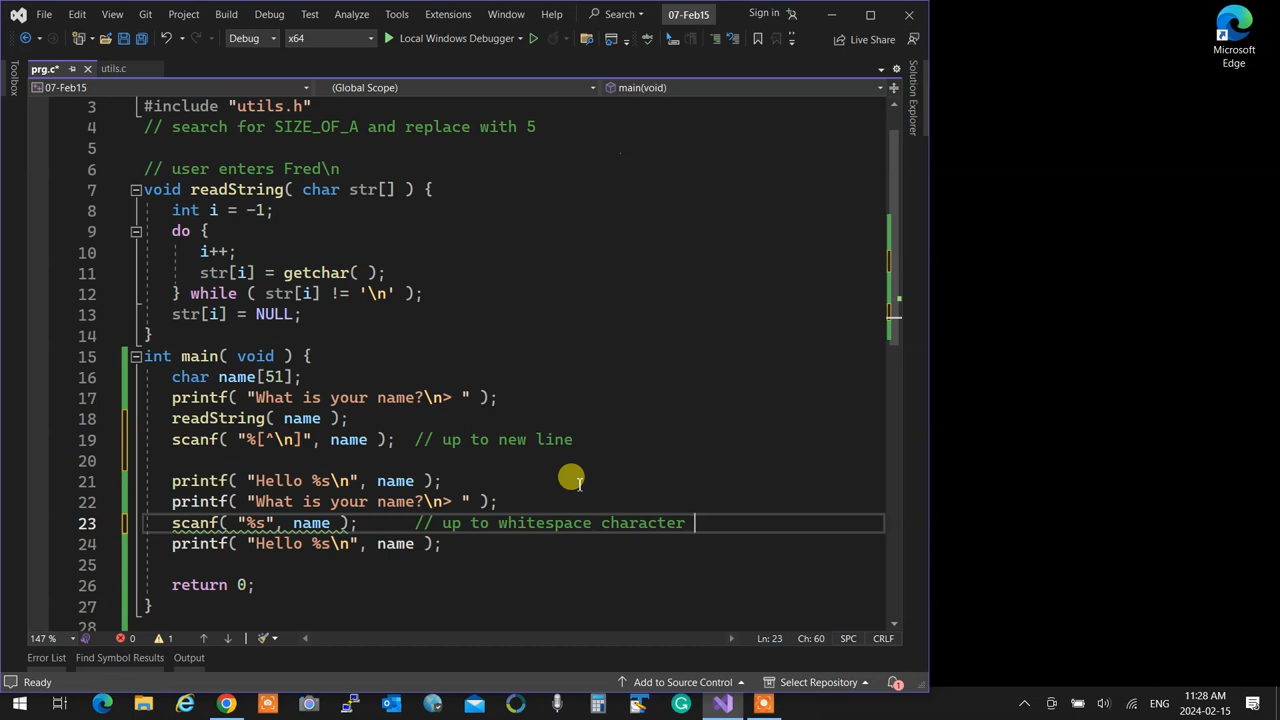 File Edit View Git Project Build Debug Test Analyze Tools Extensions Window Help Search 07-Feb15 Sign in
Debug x64 Local Windows Debugger Live Share
prg.c* utils.c
07-Feb15 (Global Scope) main(void)
Toolbox
Solution Explorer
3 #include "utils.h"
4 // search for SIZE_OF_A and replace with 5
5
6 // user enters Fred\n
7 void readString( char str[] ) {
8 int i = -1;
9 do {
10 i++;
11 str[i] = getchar( );
12 } while ( str[i] != '\n' );
13 str[i] = NULL;
14 }
15 int main( void ) {
16 char name[51];
17 printf( "What is your name?\n> " );
18 readString( name );
19 scanf( "%[^\n]", name ); // up to new line
20
21 printf( "Hello %s\n", name );
22 printf( "What is your name?\n> " );
23 scanf( "%s", name ); // up to whitespace character
24 printf( "Hello %s\n", name );
25
26 return 0;
27 }
28
147 % 0 1 Ln: 23 Ch: 60 SPC CRLF
Error List Find Symbol Results Output
Ready Add to Source Control Select Repository 1
ENG 11:28 AM
2024-02-15
Microsoft
Edge